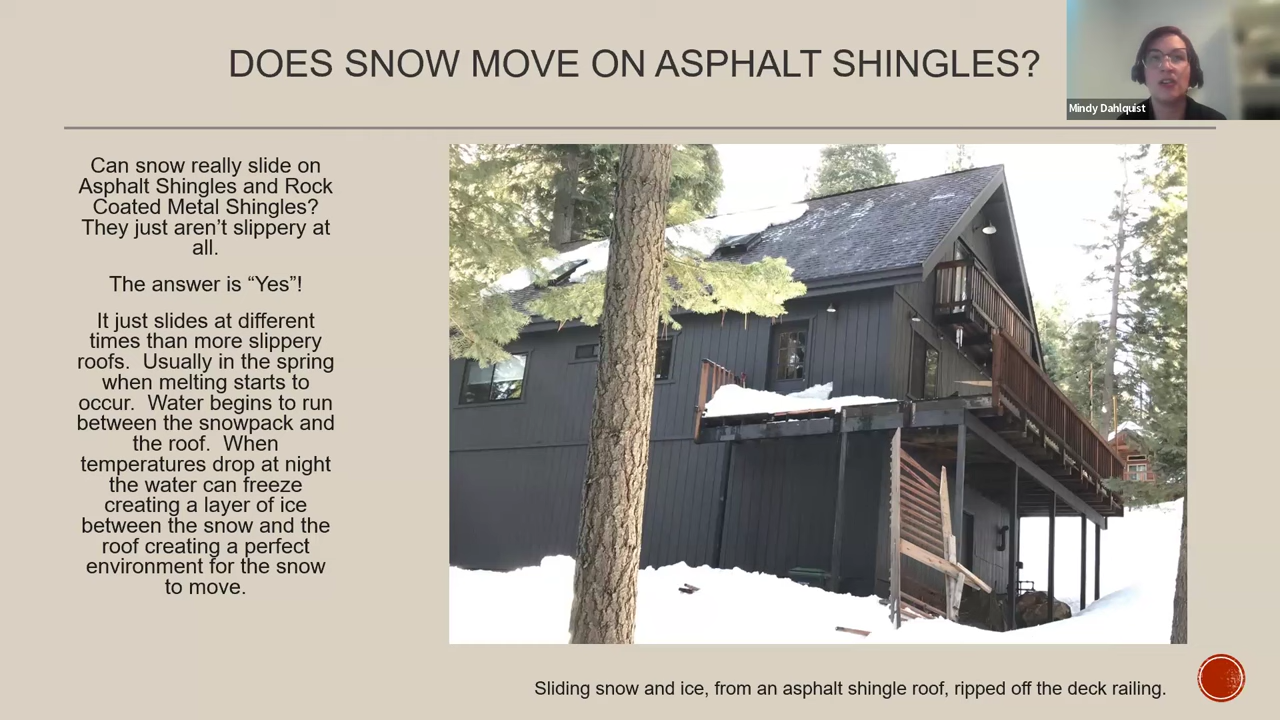 DOES SNOW MOVE ON ASPHALT SHINGLES?
Mindy Dahlquist
Can snow really slide on
Asphalt Shingles and Rock
Coated Metal Shingles?
They just aren’t slippery at
all.
The answer is “Yes”!
It just slides at different
times than more slippery
roofs.  Usually in the spring
when melting starts to
occur.  Water begins to run
between the snowpack and
the roof.  When
temperatures drop at night
the water can freeze
creating a layer of ice
between the snow and the
roof creating a perfect
environment for the snow
to move.
Sliding snow and ice, from an asphalt shingle roof, ripped off the deck railing.